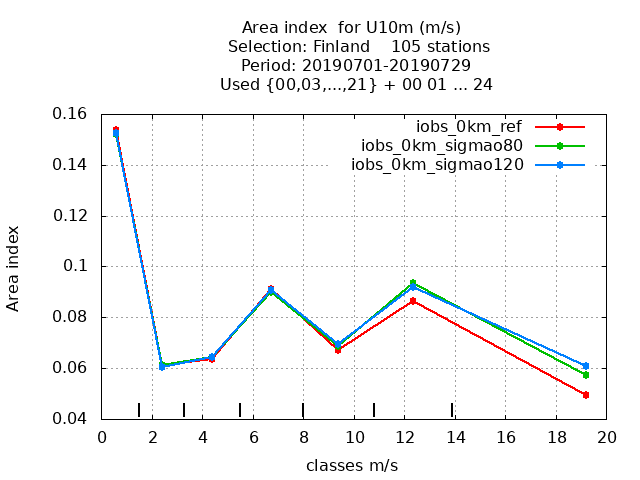 Area index  for U10m (m/s)
Selection: Finland    105 stations
Period: 20190701-20190729
Used {00,03,...,21} + 00 01 ... 24
iobs_0km_ref
iobs_0km_sigmao80
iobs_0km_sigmao120
Area index
0.16
0.14
0.12
0.1
0.08
0.06
0.04
0 2 4 6 8 10 12 14 16 18 20
classes m/s